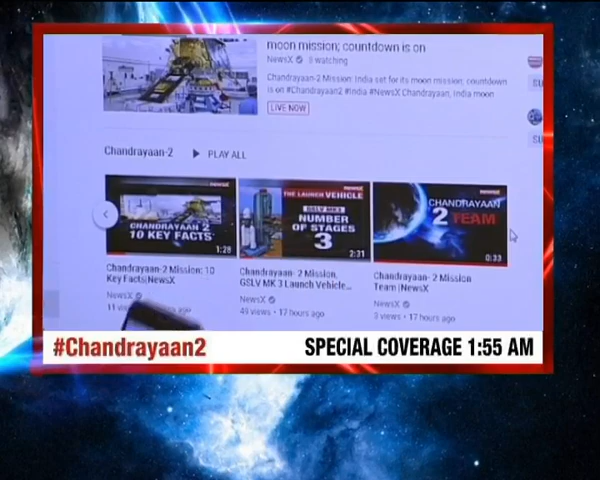 moon mission; countdown is on
NewsX 9 watching
Chandrayaan-2 Mission: India set for its moon mission; countdown
is on #Chandrayaan2 #India #NewsX Chandrayaan, India moon
LIVE NOW
Chandrayaan-2 PLAY ALL
CHANDRAYAAN 2
10 KEY FACTS
1:28
THE LAUNCH VEHICLE
GSLV MK3
NUMBER
OF STAGES
3
2:31
CHANDRAYAAN
2 TEAM
0:33
Chandrayaan-2 Mission: 10
Key Facts|NewsX
NewsX
Chandrayaan-2 Mission,
GSLV MK 3 Launch Vehicle...
NewsX
49 views • 17 hours ago
Chandrayaan-2 Mission
Team |NewsX
NewsX
3 views • 17 hours ago
#Chandrayaan2
SPECIAL COVERAGE 1:55 AM